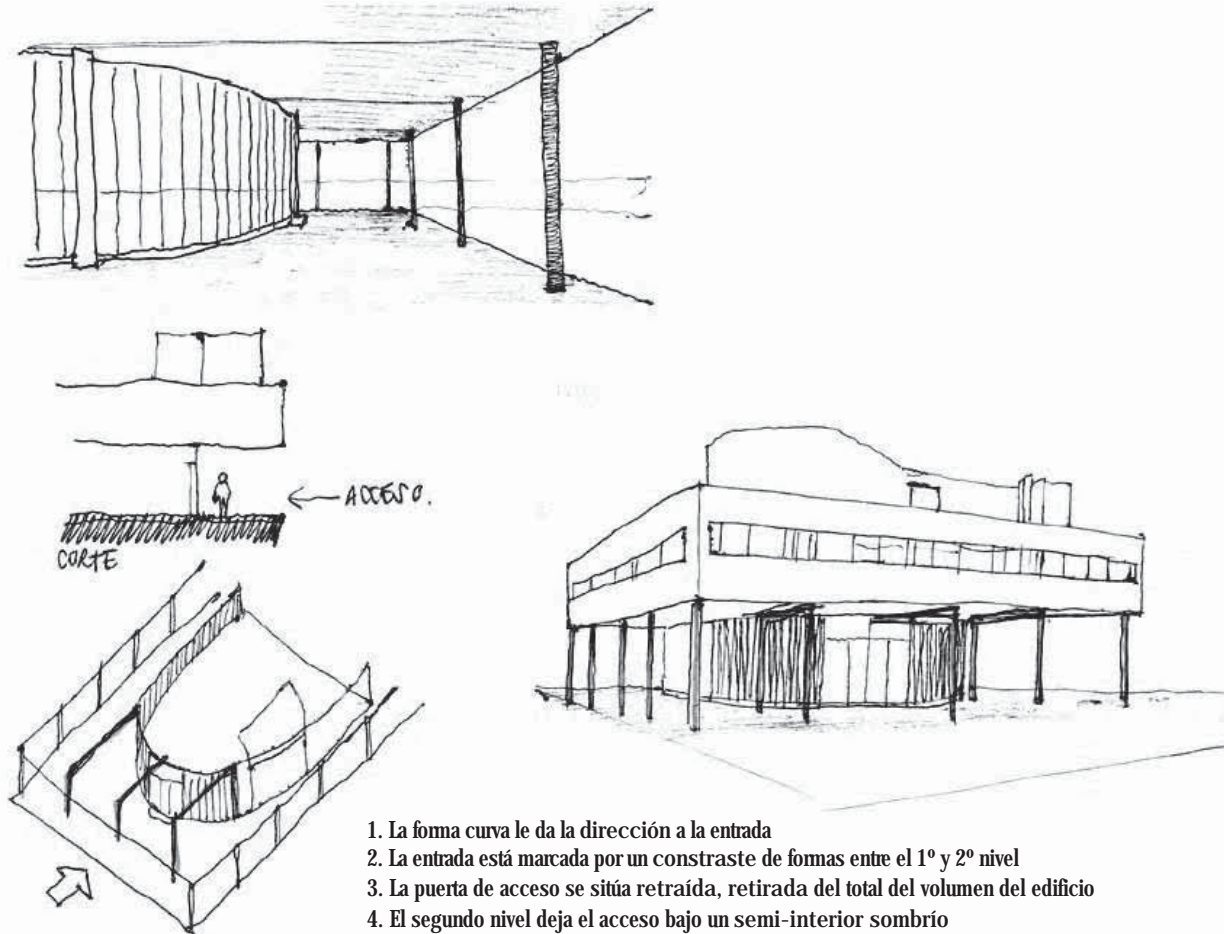 ACCESO.
CORTE
1. La forma curva le da la dirección a la entrada
2. La entrada está marcada por un constraste de formas entre el 1º y 2º nivel
3. La puerta de acceso se sitúa retraída, retirada del total del volumen del edificio
4. El segundo nivel deja el acceso bajo un semi-interior sombrío